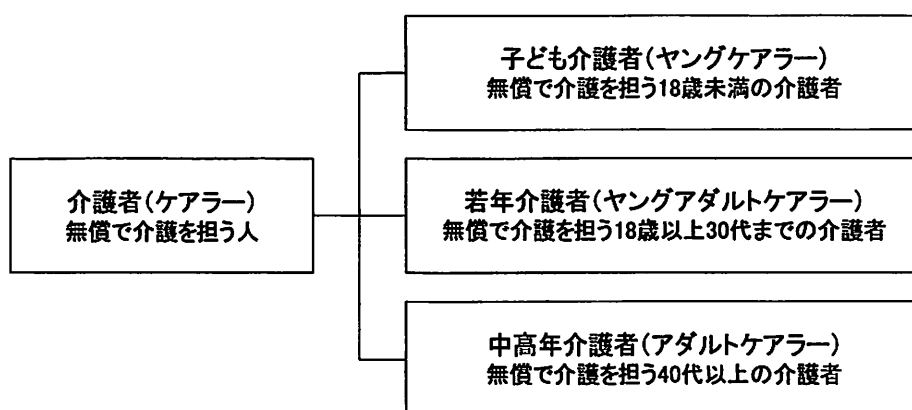 子ども介護者(ヤングケアラー)
無償で介護を担う18歳未満の介護者
介護者(ケアラー)
無償で介護を担う人
若年介護者(ヤングアダルトケアラー)
無償で介護を担う18歳以上30代までの介護者
中高年介護者(アダルトケアラー)
無償で介護を担う40代以上の介護者